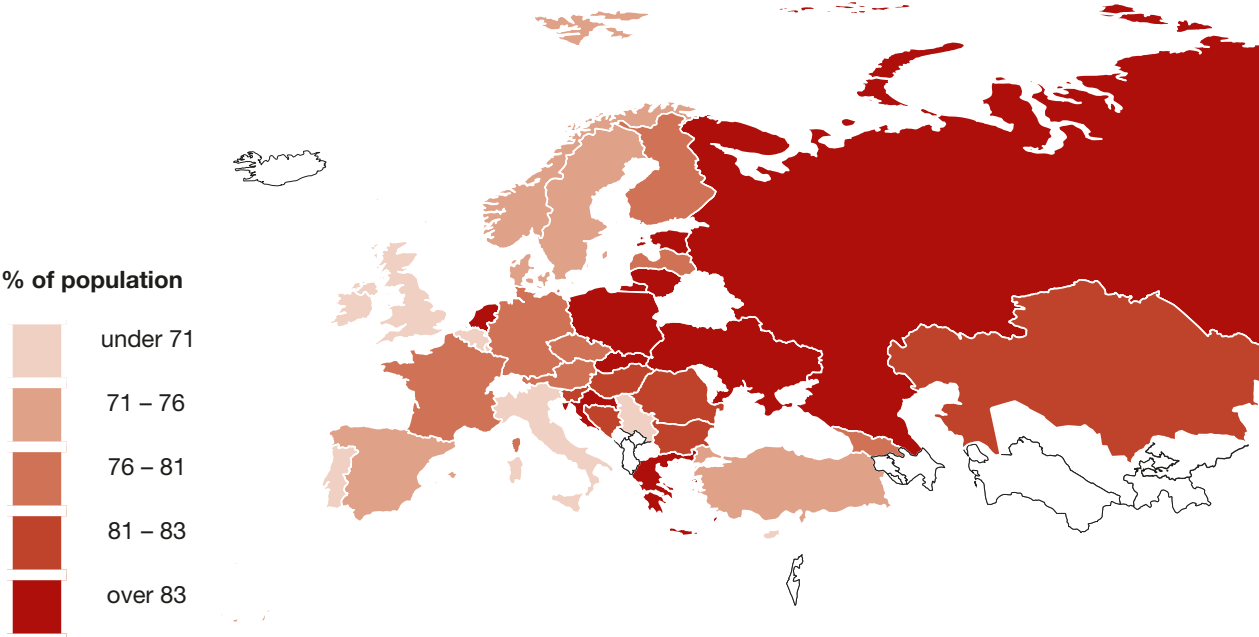 % of population
under 71
71 – 76
76 – 81
81 – 83
over 83